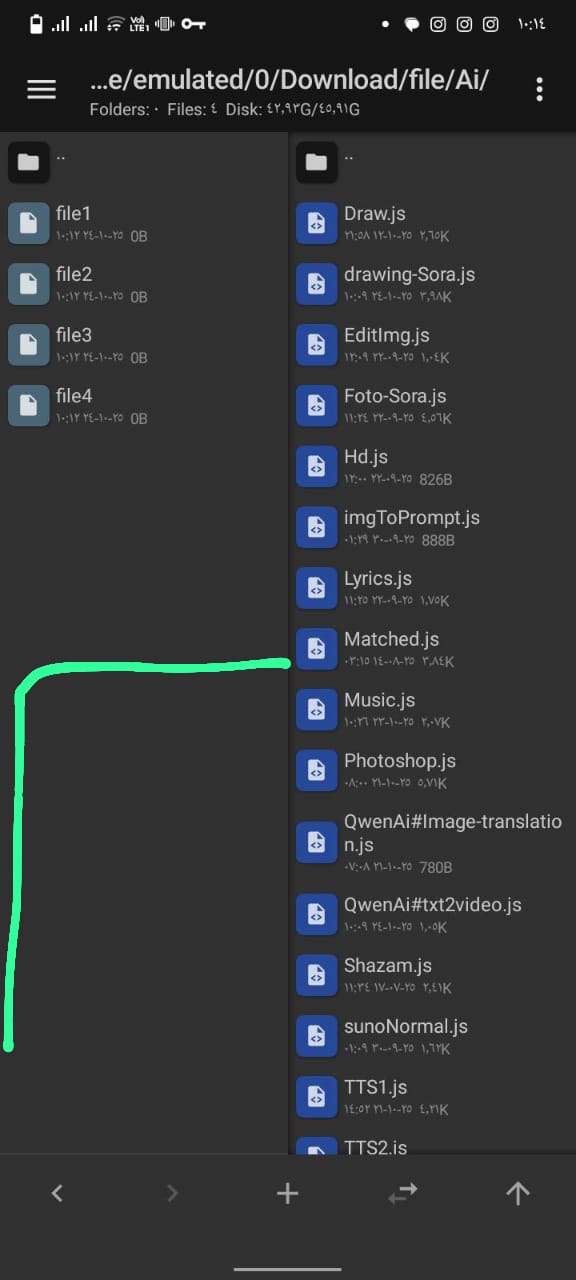 Vo) LTE1
١٠:١٤
...e/emulated/0/Download/file/Ai/
Folders: ٠ Files: ٤ Disk: ٤٢,٩٣G/٤٥,٩١G
..
file1
١٠:١٢ ٢٤-١٠-٢٥ 0B
file2
١٠:١٢ ٢٤-١٠-٢٥ 0B
file3
١٠:١٢ ٢٤-١٠-٢٥ 0B
file4
١٠:١٢ ٢٤-١٠-٢٥ 0B
..
Draw.js
٢١:٥٨ ١٢-١٠-٢٥ ٢,٦٥K
drawing-Sora.js
١٠:٠٩ ٢٤-١٠-٢٥ ٣,٩٨K
EditImg.js
١٢:٠٩ ٢٢-٠٩-٢٥ ١,٠٤K
Foto-Sora.js
١١:٢٤ ٢٢-٠٩-٢٥ ٤,٥٦K
Hd.js
١٢:٠٠ ٢٢-٠٩-٢٥ 826B
imgToPrompt.js
٠١:٢٩ ٣٠-٠٩-٢٥ 888B
Lyrics.js
١١:٢٥ ٢٢-٠٩-٢٥ ١,٧٥K
Matched.js
٠٣:١٥ ١٤-٠٨-٢٥ ٣,٨٤K
Music.js
١٠:٢٦ ٢٣-١٠-٢٥ ٢,٠٧K
Photoshop.js
٠٨:٠٠ ٢١-١٠-٢٥ ٥,٧١K
QwenAi#Image-translatio
n.js
٠٧:٠٨ ٢١-١٠-٢٥ 780B
QwenAi#txt2video.js
١٠:٠٩ ٢٤-١٠-٢٥ ١,٠٥K
Shazam.js
١١:٣٤ ١٧-٠٧-٢٥ ٢,٤١K
sunoNormal.js
٠١:٠٩ ٣٠-٠٩-٢٥ ١,٦٢K
TTS1.js
١٤:٥٢ ٢١-١٠-٢٥ ٤,٢١K
TTS2.js